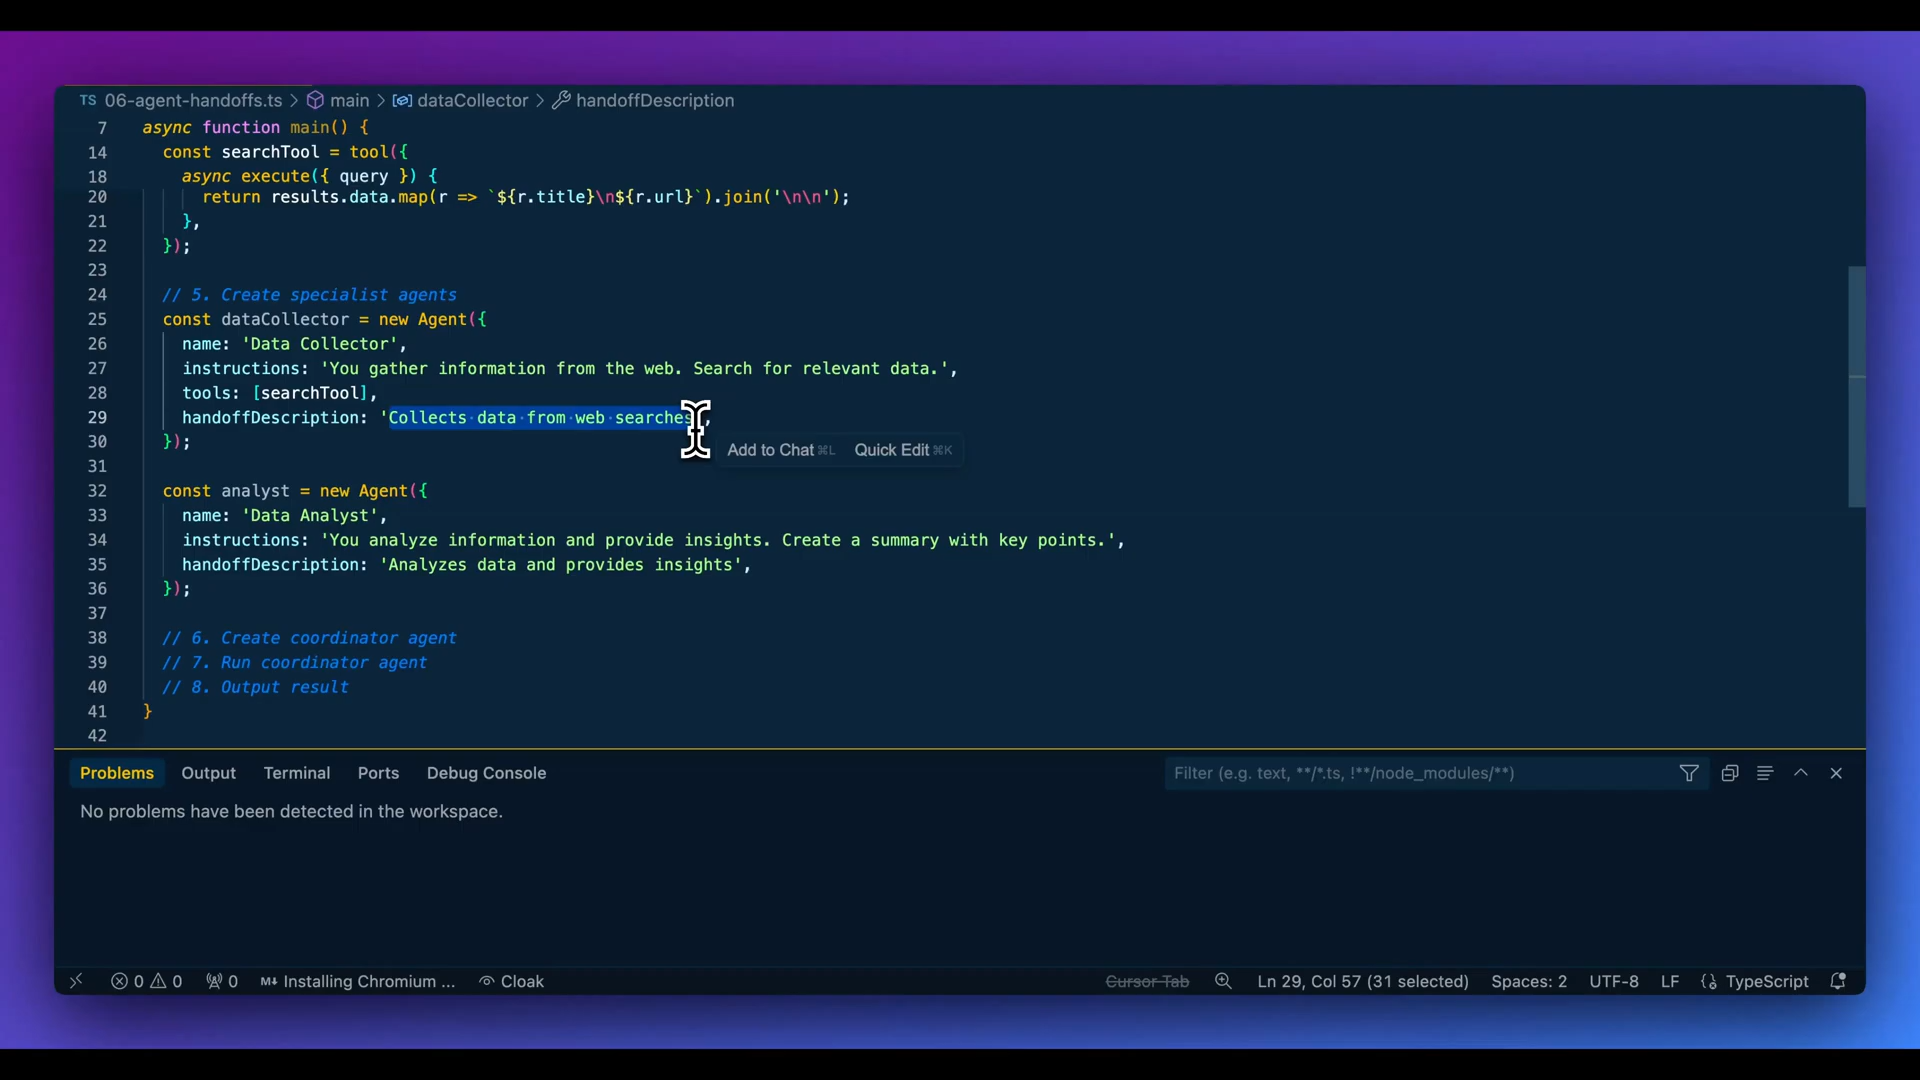 TS 06-agent-handoffs.ts > main > dataCollector > handoffDescription
7 async function main() {
14 const searchTool = tool({
18 async execute({ query }) {
20 return results.data.map(r => `${r.title}\n${r.url}`).join('\n\n');
21 },
22 });
23
24 // 5. Create specialist agents
25 const dataCollector = new Agent({
26 name: 'Data Collector',
27 instructions: 'You gather information from the web. Search for relevant data.',
28 tools: [searchTool],
29 handoffDescription: 'Collects data from web searches',
30 });
Add to Chat ⌘L Quick Edit ⌘K
31
32 const analyst = new Agent({
33 name: 'Data Analyst',
34 instructions: 'You analyze information and provide insights. Create a summary with key points.',
35 handoffDescription: 'Analyzes data and provides insights',
36 });
37
38 // 6. Create coordinator agent
39 // 7. Run coordinator agent
40 // 8. Output result
41 }
42
Problems Output Terminal Ports Debug Console Filter (e.g. text, **/*.ts, !**/node_modules/**)
No problems have been detected in the workspace.
0 0 0 M↓ Installing Chromium ... Cloak Cursor Tab Ln 29, Col 57 (31 selected) Spaces: 2 UTF-8 LF TypeScript